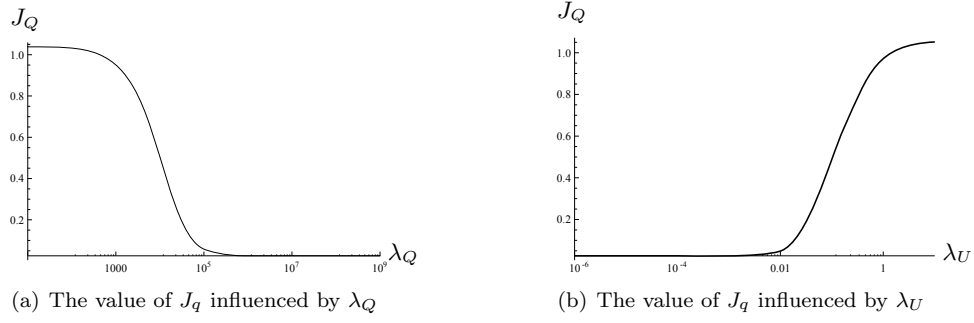 J_Q
1.0
0.8
0.6
0.4
0.2
1000 10^5 10^7 10^9 λ_Q
(a) The value of J_q influenced by λ_Q
J_Q
1.0
0.8
0.6
0.4
0.2
10^-6 10^-4 0.01 1 λ_U
(b) The value of J_q influenced by λ_U